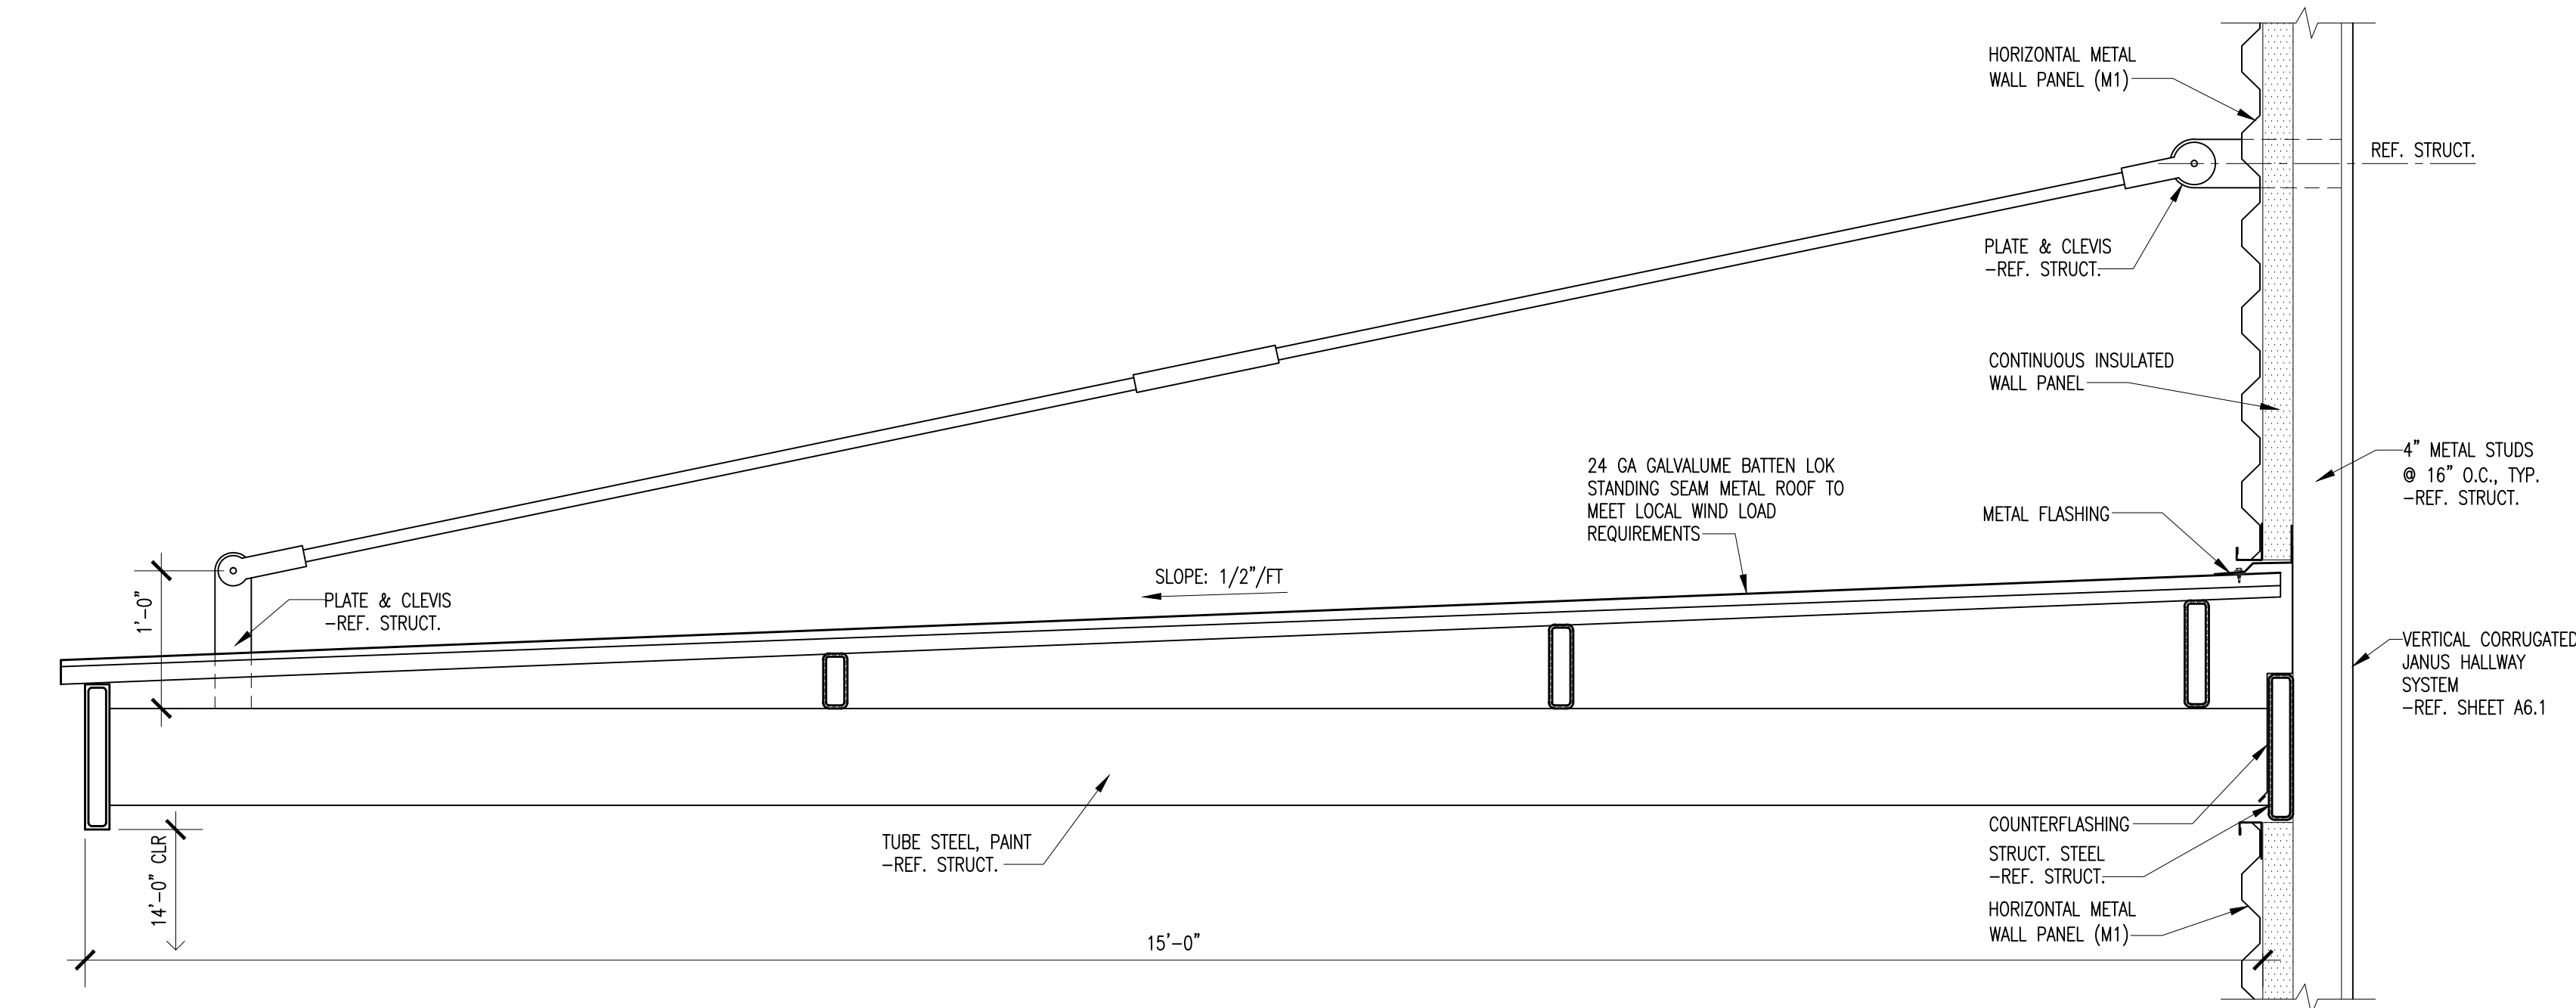 HORIZONTAL METAL
WALL PANEL (M1)
REF. STRUCT.
PLATE & CLEVIS
-REF. STRUCT.
CONTINUOUS INSULATED
WALL PANEL
4" METAL STUDS
@ 16" O.C., TYP.
-REF. STRUCT.
24 GA GALVALUME BATTEN LOK
STANDING SEAM METAL ROOF TO
MEET LOCAL WIND LOAD
REQUIREMENTS
METAL FLASHING
SLOPE: 1/2"/FT
1'-0"
PLATE & CLEVIS
-REF. STRUCT.
VERTICAL CORRUGATED
JANUS HALLWAY
SYSTEM
-REF. SHEET A6.1
TUBE STEEL, PAINT
-REF. STRUCT.
COUNTERFLASHING
STRUCT. STEEL
-REF. STRUCT.
14'-0" CLR
HORIZONTAL METAL
WALL PANEL (M1)
15'-0"